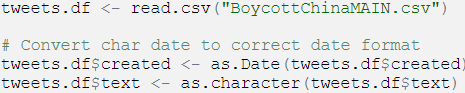 tweets.df <- read.csv("BoycottChinaMAIN.csv")
# Convert char date to correct date format
tweets.df$created <- as.Date(tweets.df$created)
tweets.df$text <- as.character(tweets.df$text)